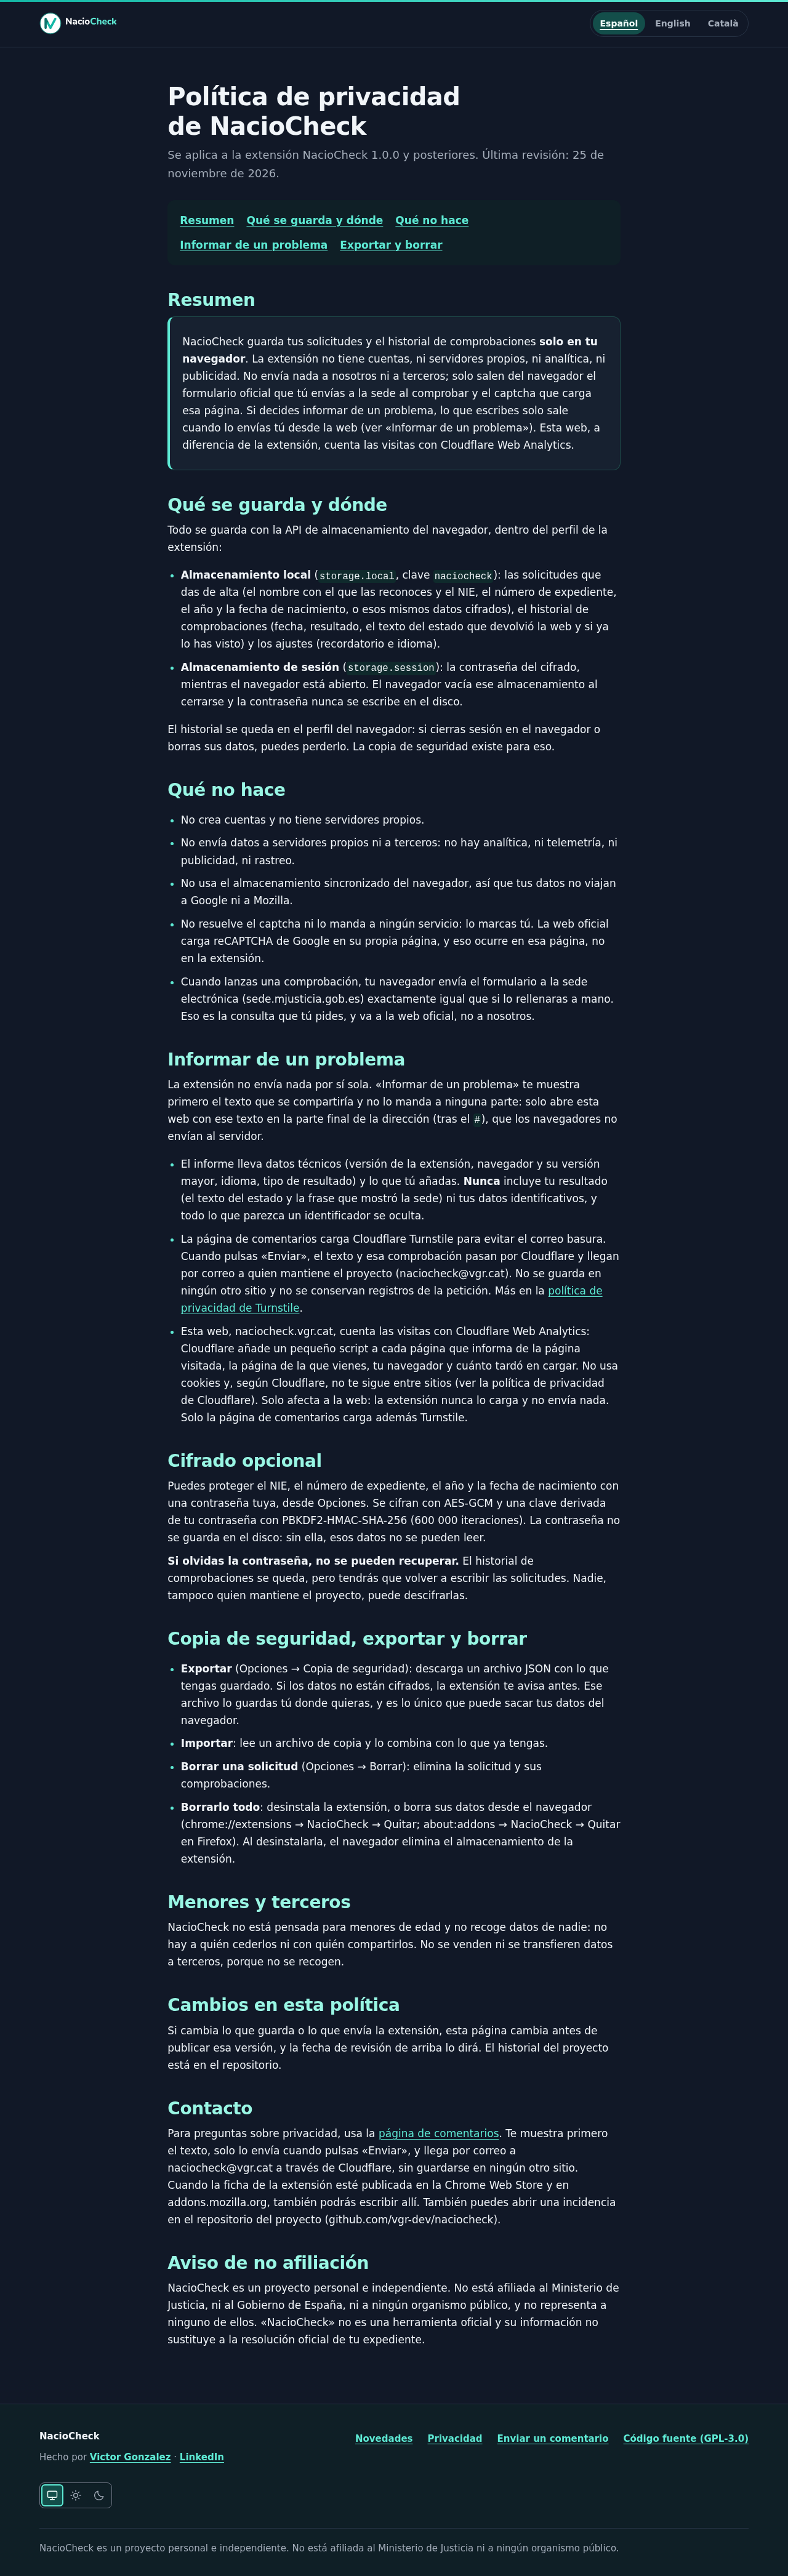 NacioCheck
Español English Català
Política de privacidad
de NacioCheck
Se aplica a la extensión NacioCheck 1.0.0 y posteriores. Última revisión: 25 de
noviembre de 2026.
Resumen Qué se guarda y dónde Qué no hace
Informar de un problema Exportar y borrar
Resumen
NacioCheck guarda tus solicitudes y el historial de comprobaciones solo en tu
navegador. La extensión no tiene cuentas, ni servidores propios, ni analítica, ni
publicidad. No envía nada a nosotros ni a terceros; solo salen del navegador el
formulario oficial que tú envías a la sede al comprobar y el captcha que carga
esa página. Si decides informar de un problema, lo que escribes solo sale
cuando lo envías tú desde la web (ver «Informar de un problema»). Esta web, a
diferencia de la extensión, cuenta las visitas con Cloudflare Web Analytics.
Qué se guarda y dónde
Todo se guarda con la API de almacenamiento del navegador, dentro del perfil de la
extensión:
• Almacenamiento local (storage.local, clave naciocheck): las solicitudes que
das de alta (el nombre con el que las reconoces y el NIE, el número de expediente,
el año y la fecha de nacimiento, o esos mismos datos cifrados), el historial de
comprobaciones (fecha, resultado, el texto del estado que devolvió la web y si ya
lo has visto) y los ajustes (recordatorio e idioma).
• Almacenamiento de sesión (storage.session): la contraseña del cifrado,
mientras el navegador está abierto. El navegador vacía ese almacenamiento al
cerrarse y la contraseña nunca se escribe en el disco.
El historial se queda en el perfil del navegador: si cierras sesión en el navegador o
borras sus datos, puedes perderlo. La copia de seguridad existe para eso.
Qué no hace
• No crea cuentas y no tiene servidores propios.
• No envía datos a servidores propios ni a terceros: no hay analítica, ni telemetría, ni
publicidad, ni rastreo.
• No usa el almacenamiento sincronizado del navegador, así que tus datos no viajan
a Google ni a Mozilla.
• No resuelve el captcha ni lo manda a ningún servicio: lo marcas tú. La web oficial
carga reCAPTCHA de Google en su propia página, y eso ocurre en esa página, no
en la extensión.
• Cuando lanzas una comprobación, tu navegador envía el formulario a la sede
electrónica (sede.mjusticia.gob.es) exactamente igual que si lo rellenaras a mano.
Eso es la consulta que tú pides, y va a la web oficial, no a nosotros.
Informar de un problema
La extensión no envía nada por sí sola. «Informar de un problema» te muestra
primero el texto que se compartiría y no lo manda a ninguna parte: solo abre esta
web con ese texto en la parte final de la dirección (tras el #), que los navegadores no
envían al servidor.
• El informe lleva datos técnicos (versión de la extensión, navegador y su versión
mayor, idioma, tipo de resultado) y lo que tú añadas. Nunca incluye tu resultado
(el texto del estado y la frase que mostró la sede) ni tus datos identificativos, y
todo lo que parezca un identificador se oculta.
• La página de comentarios carga Cloudflare Turnstile para evitar el correo basura.
Cuando pulsas «Enviar», el texto y esa comprobación pasan por Cloudflare y llegan
por correo a quien mantiene el proyecto (naciocheck@vgr.cat). No se guarda en
ningún otro sitio y no se conservan registros de la petición. Más en la política de
privacidad de Turnstile.
• Esta web, naciocheck.vgr.cat, cuenta las visitas con Cloudflare Web Analytics:
Cloudflare añade un pequeño script a cada página que informa de la página
visitada, la página de la que vienes, tu navegador y cuánto tardó en cargar. No usa
cookies y, según Cloudflare, no te sigue entre sitios (ver la política de privacidad
de Cloudflare). Solo afecta a la web: la extensión nunca lo carga y no envía nada.
Solo la página de comentarios carga además Turnstile.
Cifrado opcional
Puedes proteger el NIE, el número de expediente, el año y la fecha de nacimiento con
una contraseña tuya, desde Opciones. Se cifran con AES-GCM y una clave derivada
de tu contraseña con PBKDF2-HMAC-SHA-256 (600 000 iteraciones). La contraseña no
se guarda en el disco: sin ella, esos datos no se pueden leer.
Si olvidas la contraseña, no se pueden recuperar. El historial de
comprobaciones se queda, pero tendrás que volver a escribir las solicitudes. Nadie,
tampoco quien mantiene el proyecto, puede descifrarlas.
Copia de seguridad, exportar y borrar
• Exportar (Opciones → Copia de seguridad): descarga un archivo JSON con lo que
tengas guardado. Si los datos no están cifrados, la extensión te avisa antes. Ese
archivo lo guardas tú donde quieras, y es lo único que puede sacar tus datos del
navegador.
• Importar: lee un archivo de copia y lo combina con lo que ya tengas.
• Borrar una solicitud (Opciones → Borrar): elimina la solicitud y sus
comprobaciones.
• Borrarlo todo: desinstala la extensión, o borra sus datos desde el navegador
(chrome://extensions → NacioCheck → Quitar; about:addons → NacioCheck → Quitar
en Firefox). Al desinstalarla, el navegador elimina el almacenamiento de la
extensión.
Menores y terceros
NacioCheck no está pensada para menores de edad y no recoge datos de nadie: no
hay a quién cederlos ni con quién compartirlos. No se venden ni se transfieren datos
a terceros, porque no se recogen.
Cambios en esta política
Si cambia lo que guarda o lo que envía la extensión, esta página cambia antes de
publicar esa versión, y la fecha de revisión de arriba lo dirá. El historial del proyecto
está en el repositorio.
Contacto
Para preguntas sobre privacidad, usa la página de comentarios. Te muestra primero
el texto, solo lo envía cuando pulsas «Enviar», y llega por correo a
naciocheck@vgr.cat a través de Cloudflare, sin guardarse en ningún otro sitio.
Cuando la ficha de la extensión esté publicada en la Chrome Web Store y en
addons.mozilla.org, también podrás escribir allí. También puedes abrir una incidencia
en el repositorio del proyecto (github.com/vgr-dev/naciocheck).
Aviso de no afiliación
NacioCheck es un proyecto personal e independiente. No está afiliada al Ministerio de
Justicia, ni al Gobierno de España, ni a ningún organismo público, y no representa a
ninguno de ellos. «NacioCheck» no es una herramienta oficial y su información no
sustituye a la resolución oficial de tu expediente.
NacioCheck
Hecho por Victor Gonzalez · LinkedIn
Novedades Privacidad Enviar un comentario Código fuente (GPL-3.0)
NacioCheck es un proyecto personal e independiente. No está afiliada al Ministerio de Justicia ni a ningún organismo público.